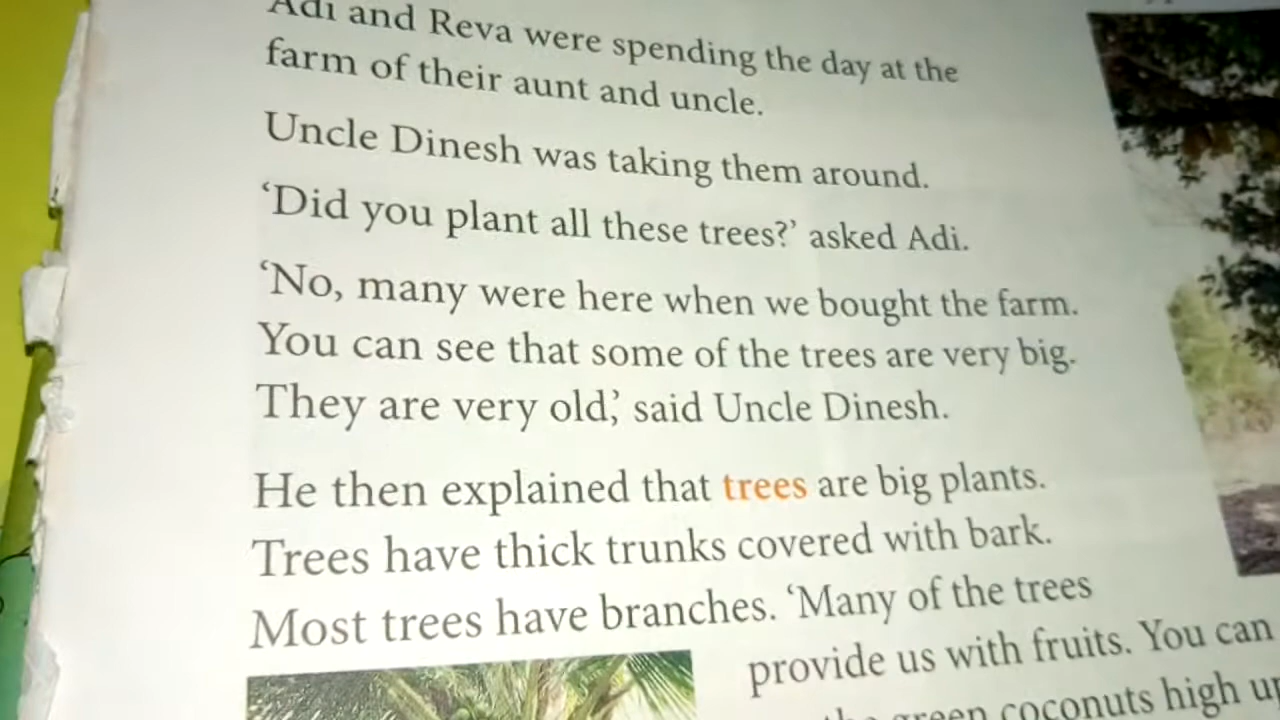 Adi and Reva were spending the day at the
farm of their aunt and uncle.
Uncle Dinesh was taking them around.
‘Did you plant all these trees?’ asked Adi.
‘No, many were here when we bought the farm.
You can see that some of the trees are very big.
They are very old,’ said Uncle Dinesh.
He then explained that trees are big plants.
Trees have thick trunks covered with bark.
Most trees have branches. ‘Many of the trees
provide us with fruits. You can
green coconuts high